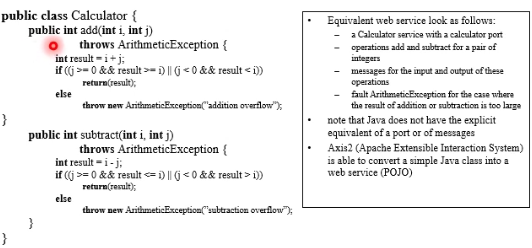 public class Calculator {
public int add(int i, int j)
throws ArithmeticException {
int result = i + j;
if ((j >= 0 && result >= i) || (j < 0 && result < i))
return(result);
else
throw new ArithmeticException("addition overflow");
}
public int subtract(int i, int j)
throws ArithmeticException {
int result = i - j;
if ((j >= 0 && result <= i) || (j < 0 && result > i))
return(result);
else
throw new ArithmeticException("subtraction overflow");
}
}
• Equivalent web service look as follows:
– a Calculator service with a calculator port
– operations add and subtract for a pair of
integers
– messages for the input and output of these
operations
– fault ArithmeticException for the case where
the result of addition or subtraction is too large
• note that Java does not have the explicit
equivalent of a port or of messages
• Axis2 (Apache Extensible Interaction System)
is able to convert a simple Java class into a
web service (POJO)